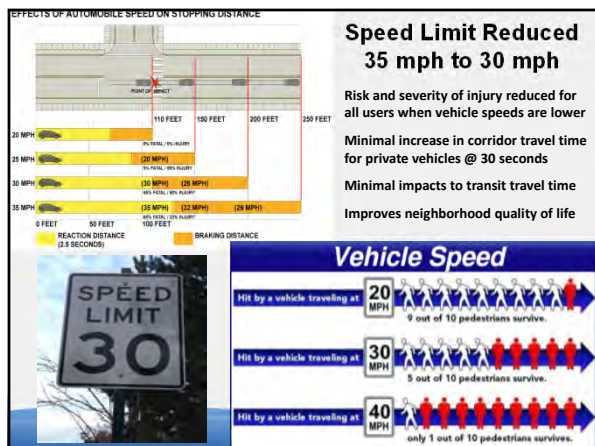 EFFECTS OF AUTOMOBILE SPEED ON STOPPING DISTANCE
POINT OF IMPACT
110 FEET
150 FEET
200 FEET
250 FEET
20 MPH
25 MPH
(20 MPH)
30 MPH
(30 MPH)
35 MPH
(35 MPH)
(32 MPH)
0 FEET
50 FEET
100 FEET
REACTION DISTANCE
(2.5 SECONDS)
BRAKING DISTANCE
Speed Limit Reduced
35 mph to 30 mph
Risk and severity of injury reduced for
all users when vehicle speeds are lower
Minimal increase in corridor travel time
for private vehicles @ 30 seconds
Minimal impacts to transit travel time
Improves neighborhood quality of life
SPEED
LIMIT
30
Vehicle Speed
Hit by a vehicle traveling at
20
MPH
9 out of 10 pedestrians survive.
Hit by a vehicle traveling at
30
MPH
5 out of 10 pedestrians survive.
Hit by a vehicle traveling at
40
MPH
only 1 out of 10 pedestrians survives.